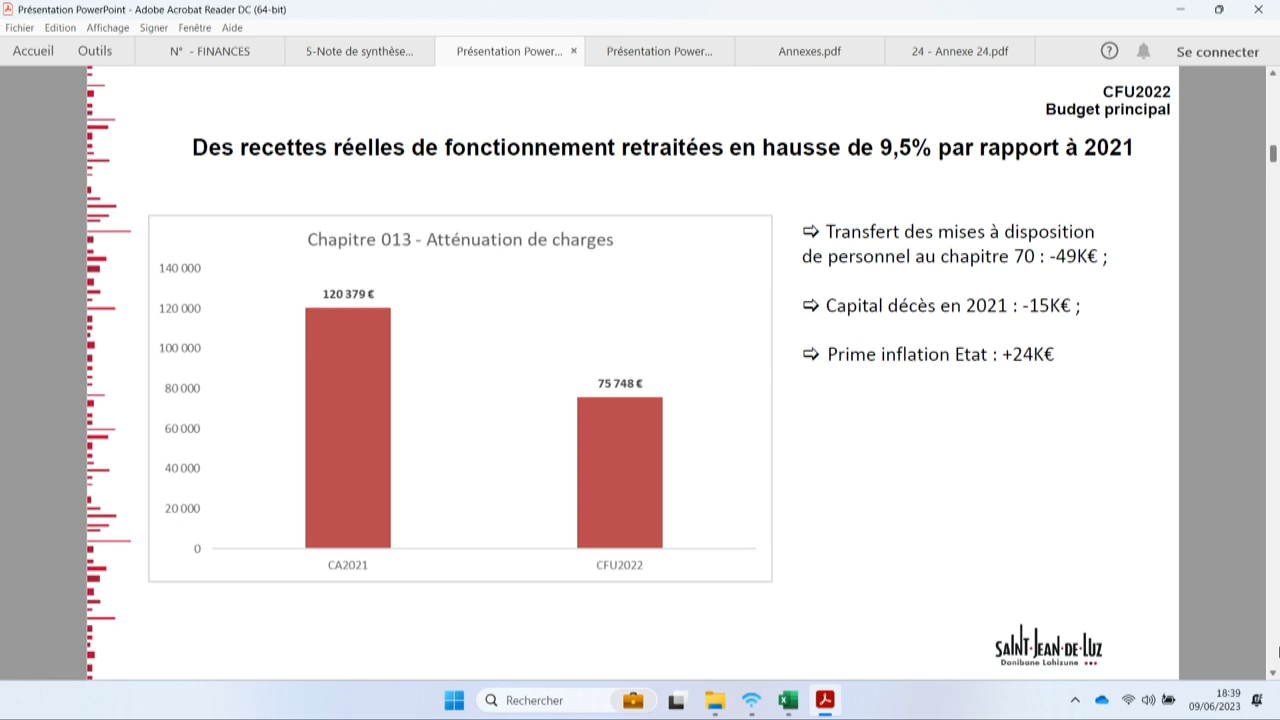 Présentation PowerPoint - Adobe Acrobat Reader DC (64-bit)
Fichier Edition Affichage Signer Fenêtre Aide
Accueil Outils N° - FINANCES 5-Note de synthèse... Présentation Power... × Présentation Power... Annexes.pdf 24 - Annexe 24.pdf ? Se connecter
CFU2022
Budget principal
Des recettes réelles de fonctionnement retraitées en hausse de 9,5% par rapport à 2021
Chapitre 013 - Atténuation de charges
140 000
120 000
100 000
80 000
60 000
40 000
20 000
0
120 379 €
75 748 €
CA2021 CFU2022
⇨ Transfert des mises à disposition
de personnel au chapitre 70 : -49K€ ;
⇨ Capital décès en 2021 : -15K€ ;
⇨ Prime inflation Etat : +24K€
SAINT-JEAN-DE-LUZ
Donibane Lohizune
Rechercher
18:39
09/06/2023